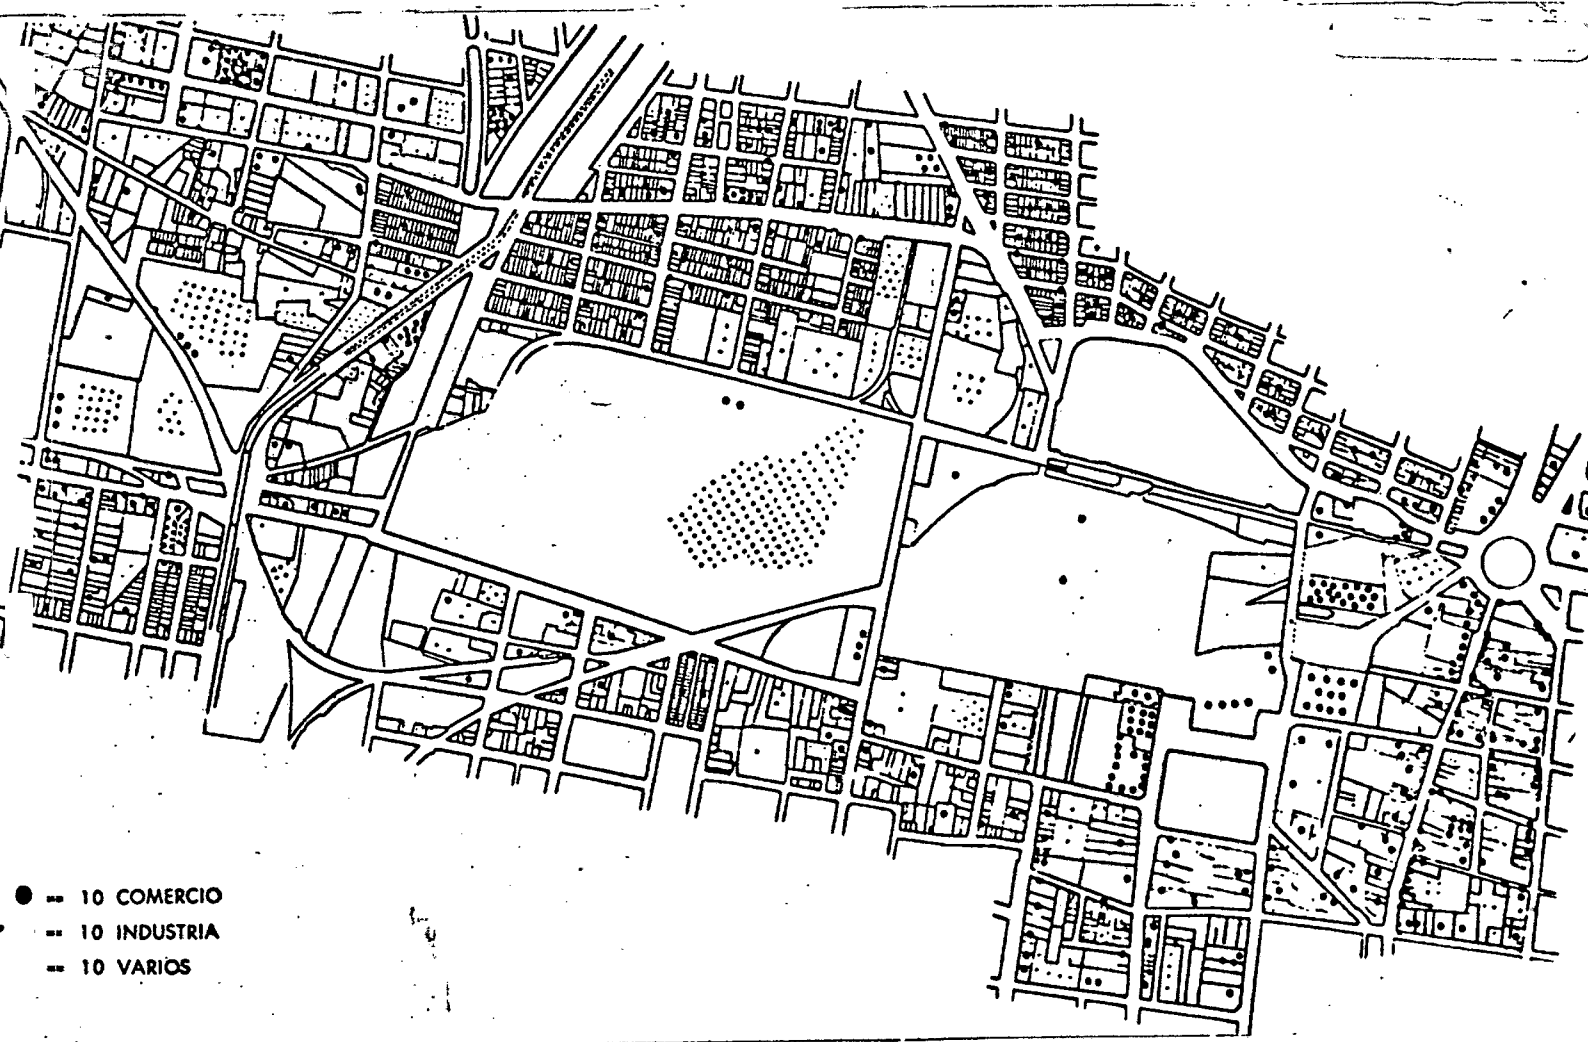 ● -- 10 COMERCIO
• -- 10 INDUSTRIA
-- 10 VARIOS